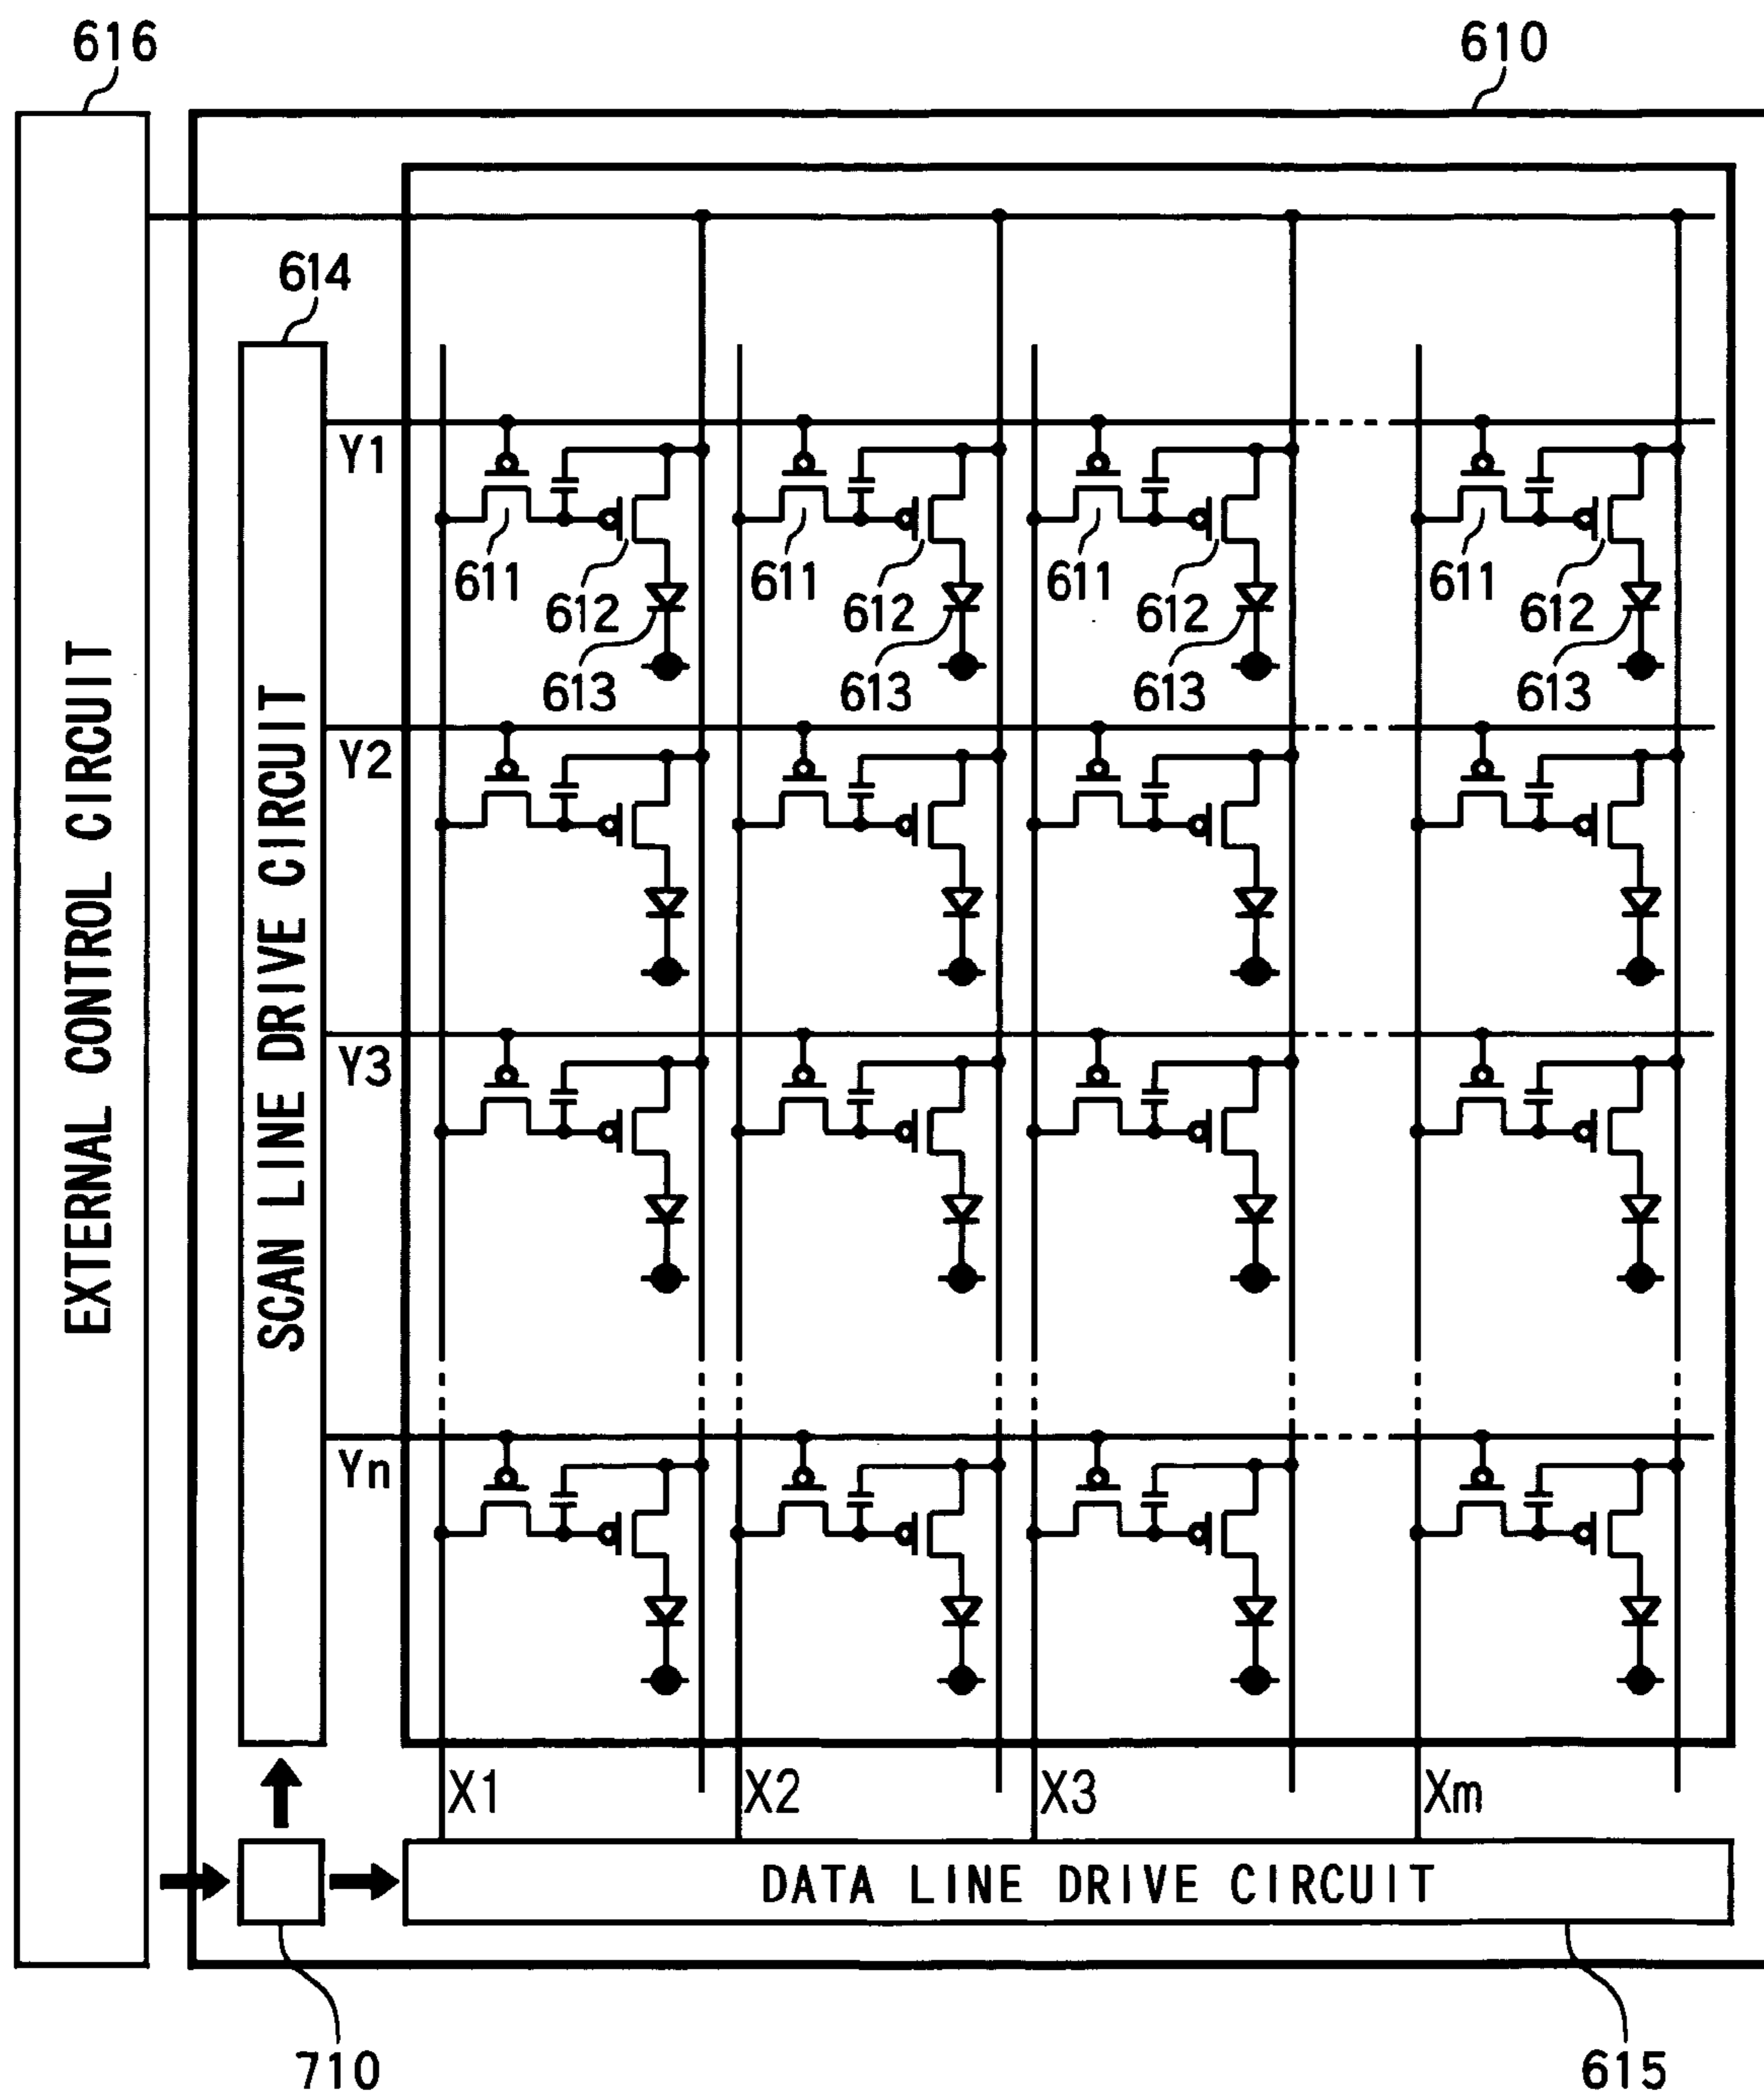 616
610
614
Y1
611
611
611
611
612
612
612
612
613
613
613
613
Y2
EXTERNAL CONTROL CIRCUIT
SCAN LINE DRIVE CIRCUIT
Y3
Yn
X1
X2
X3
Xm
DATA LINE DRIVE CIRCUIT
710
615